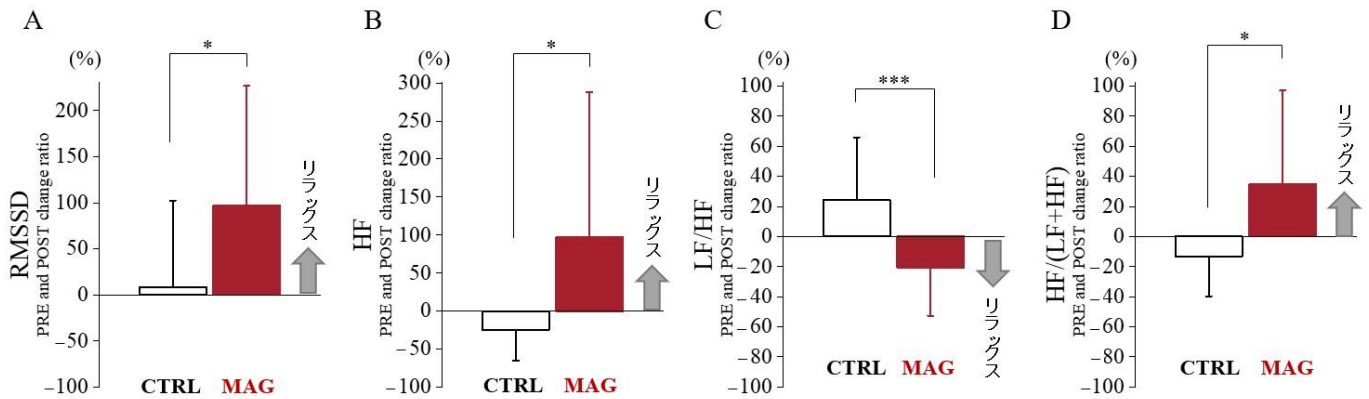 A
(%)
*
RMSSD
PRE and POST change ratio
200
150
100
50
0
−50
−100
リラックス
CTRL
MAG
B
(%)
*
HF
PRE and POST change ratio
300
250
200
150
100
50
0
−50
−100
リラックス
CTRL
MAG
C
(%)
***
LF/HF
PRE and POST change ratio
100
80
60
40
20
0
−20
−40
−60
−80
−100
リラックス
CTRL
MAG
D
(%)
*
HF/(LF+HF)
PRE and POST change ratio
100
80
60
40
20
0
−20
−40
−60
−80
−100
リラックス
CTRL
MAG